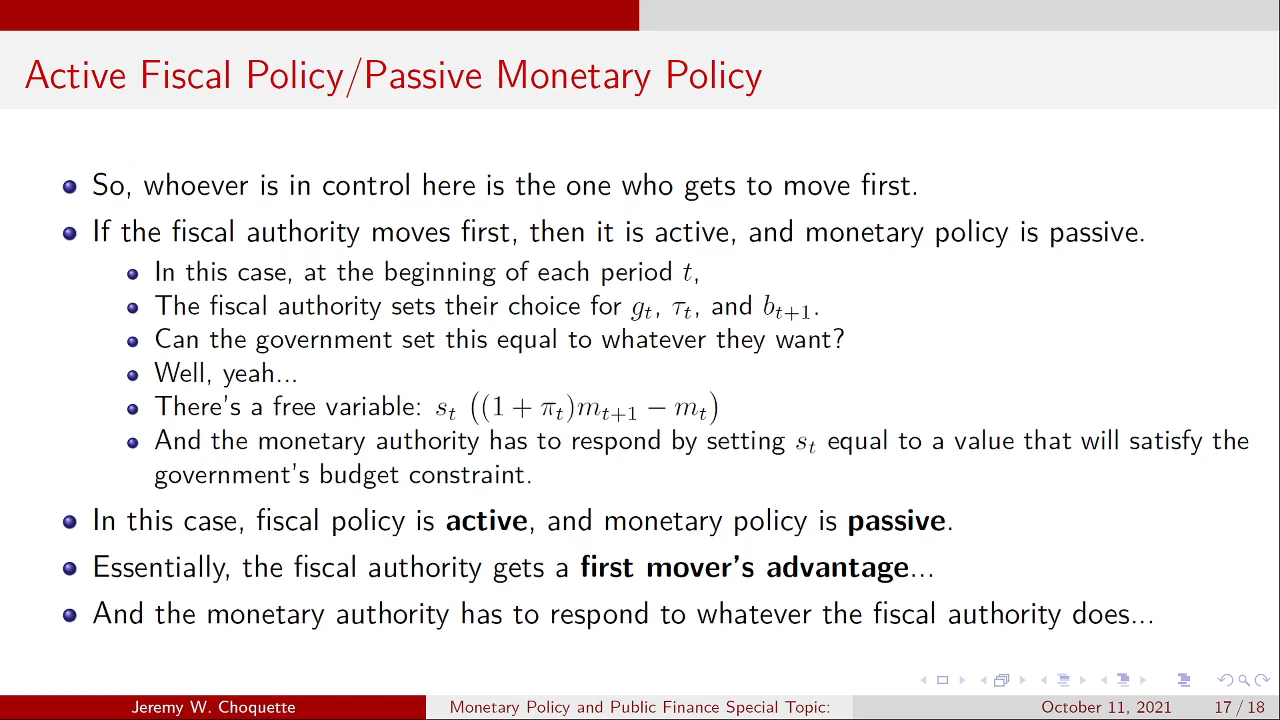 Active Fiscal Policy/Passive Monetary Policy
So, whoever is in control here is the one who gets to move first.
If the fiscal authority moves first, then it is active, and monetary policy is passive.
In this case, at the beginning of each period t,
The fiscal authority sets their choice for g_t, τ_t, and b_{t+1}.
Can the government set this equal to whatever they want?
Well, yeah...
There's a free variable: s_t ((1 + π_t)m_{t+1} − m_t)
And the monetary authority has to respond by setting s_t equal to a value that will satisfy the
government's budget constraint.
In this case, fiscal policy is active, and monetary policy is passive.
Essentially, the fiscal authority gets a first mover's advantage...
And the monetary authority has to respond to whatever the fiscal authority does...
Jeremy W. Choquette Monetary Policy and Public Finance Special Topic: October 11, 2021 17 / 18